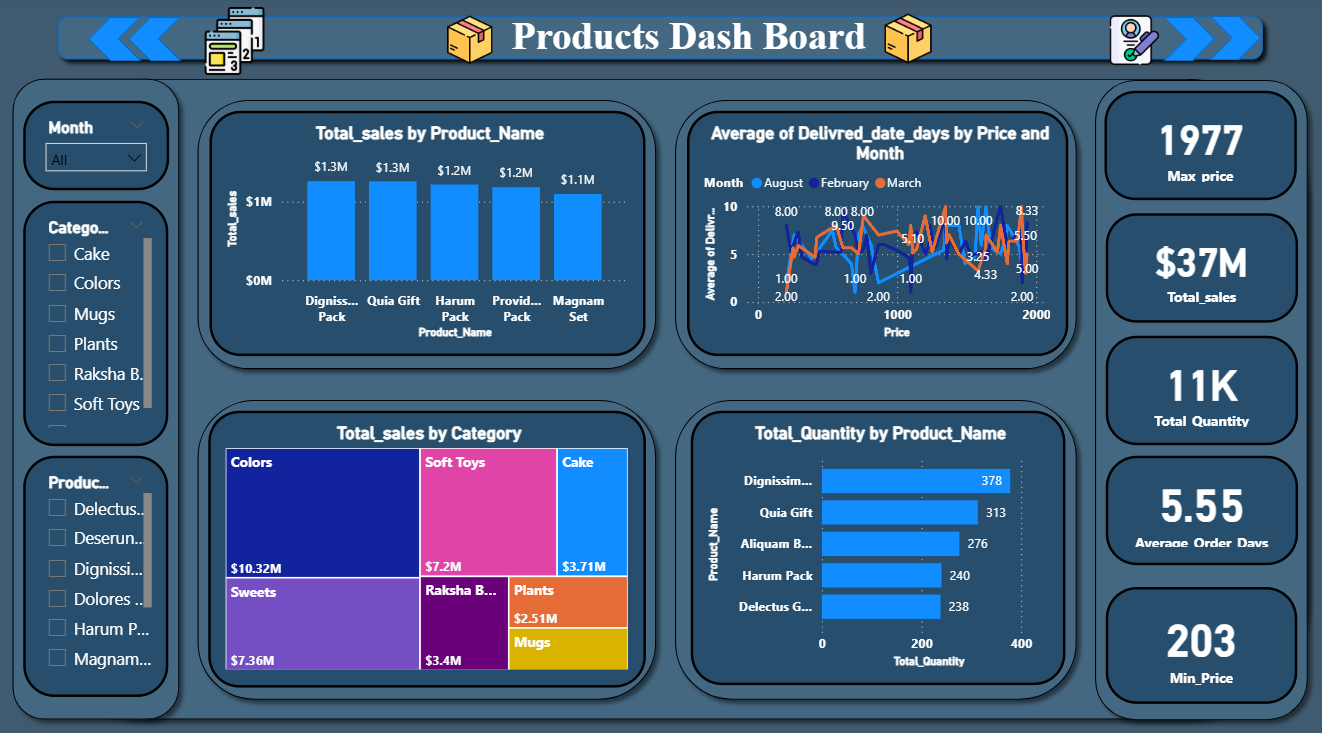 1
2
3
Products Dash Board
Month
All
Catego...
Cake
Colors
Mugs
Plants
Raksha B.
Soft Toys
Produc...
Delectus..
Deserun...
Dignissi...
Dolores ..
Harum P...
Magnam...
Total_sales by Product_Name
Total_sales
$1M
$0M
$1.3M
$1.3M
$1.2M
$1.2M
$1.1M
Digniss...
Pack
Quia Gift
Harum
Pack
Provid...
Pack
Magnam
Set
Product_Name
Average of Delivred_date_days by Price and
Month
Month August February March
Average of Delivr...
10
5
0
8.00
8.00
8.00
9.50
10.00
10.00
8.33
5.10
5.50
3.25
1.00
1.00
1.00
4.33
5.00
2.00
2.00
2.00
0
1000
2000
Price
Total_sales by Category
Colors
$10.32M
Soft Toys
$7.2M
Cake
$3.71M
Sweets
$7.36M
Raksha B...
$3.4M
Plants
$2.51M
Mugs
Total_Quantity by Product_Name
Product_Name
Dignissim...
378
Quia Gift
313
Aliquam B...
276
Harum Pack
240
Delectus G...
238
0
200
400
Total_Quantity
1977
Max_price
$37M
Total_sales
11K
Total Quantity
5.55
Average Order Days
203
Min_Price